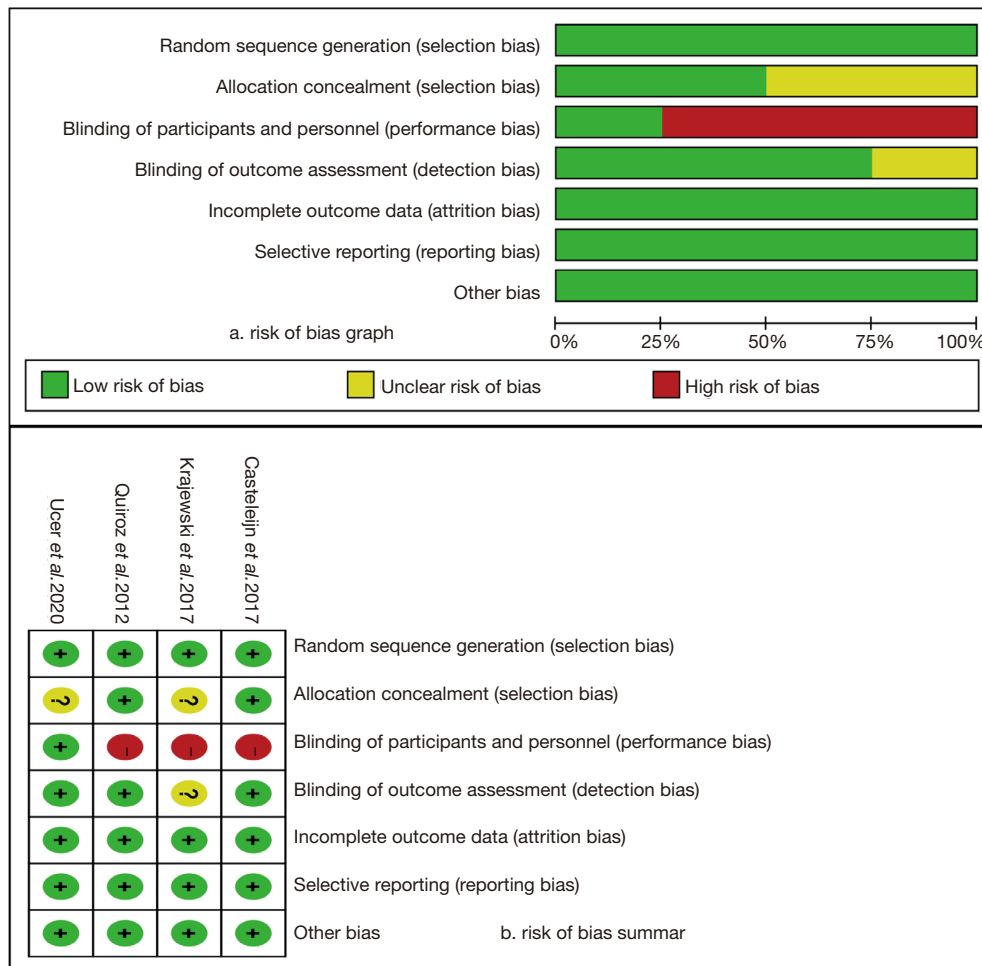 Random sequence generation (selection bias)
Allocation concealment (selection bias)
Blinding of participants and personnel (performance bias)
Blinding of outcome assessment (detection bias)
Incomplete outcome data (attrition bias)
Selective reporting (reporting bias)
Other bias
a. risk of bias graph
0% 25% 50% 75% 100%
Low risk of bias Unclear risk of bias High risk of bias
Ucer et al. 2020
Quiroz et al. 2012
Krajewski et al. 2017
Casteleijn et al. 2017
+ + + + Random sequence generation (selection bias)
? + ? + Allocation concealment (selection bias)
+ – – – Blinding of participants and personnel (performance bias)
+ + ? + Blinding of outcome assessment (detection bias)
+ + + + Incomplete outcome data (attrition bias)
+ + + + Selective reporting (reporting bias)
+ + + + Other bias b. risk of bias summar